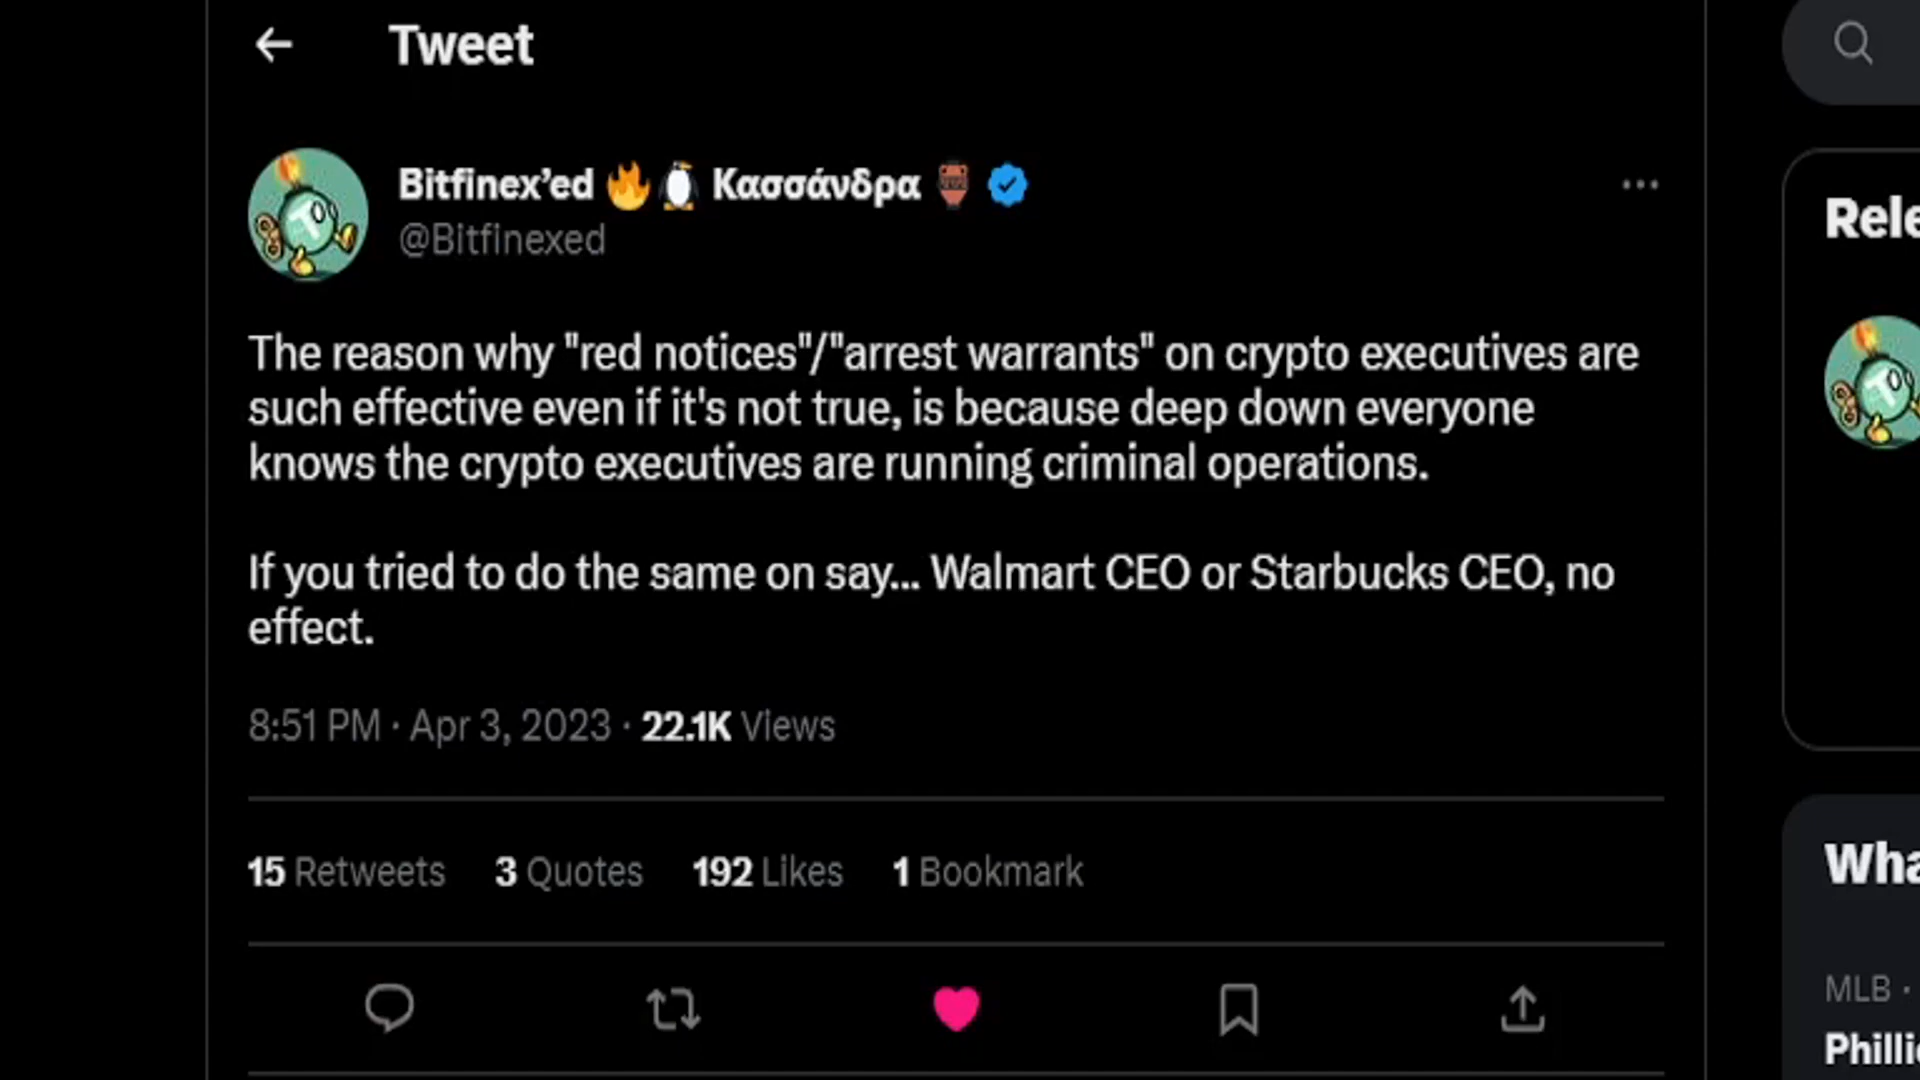 Tweet
Bitfinex’ed 🔥🐧 Κασσάνδρα 🏺
@Bitfinexed
The reason why "red notices"/"arrest warrants" on crypto executives are
such effective even if it's not true, is because deep down everyone
knows the crypto executives are running criminal operations.
If you tried to do the same on say... Walmart CEO or Starbucks CEO, no
effect.
8:51 PM · Apr 3, 2023 · 22.1K Views
15 Retweets 3 Quotes 192 Likes 1 Bookmark
Rele
Wha
MLB ·
Philli